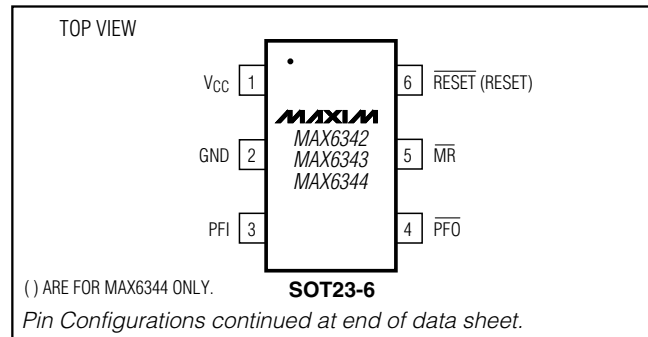 TOP VIEW
VCC 1
GND 2
PFI 3
MAXIM
MAX6342
MAX6343
MAX6344
6 RESET (RESET)
5 MR
4 PFO
( ) ARE FOR MAX6344 ONLY.
SOT23-6
Pin Configurations continued at end of data sheet.